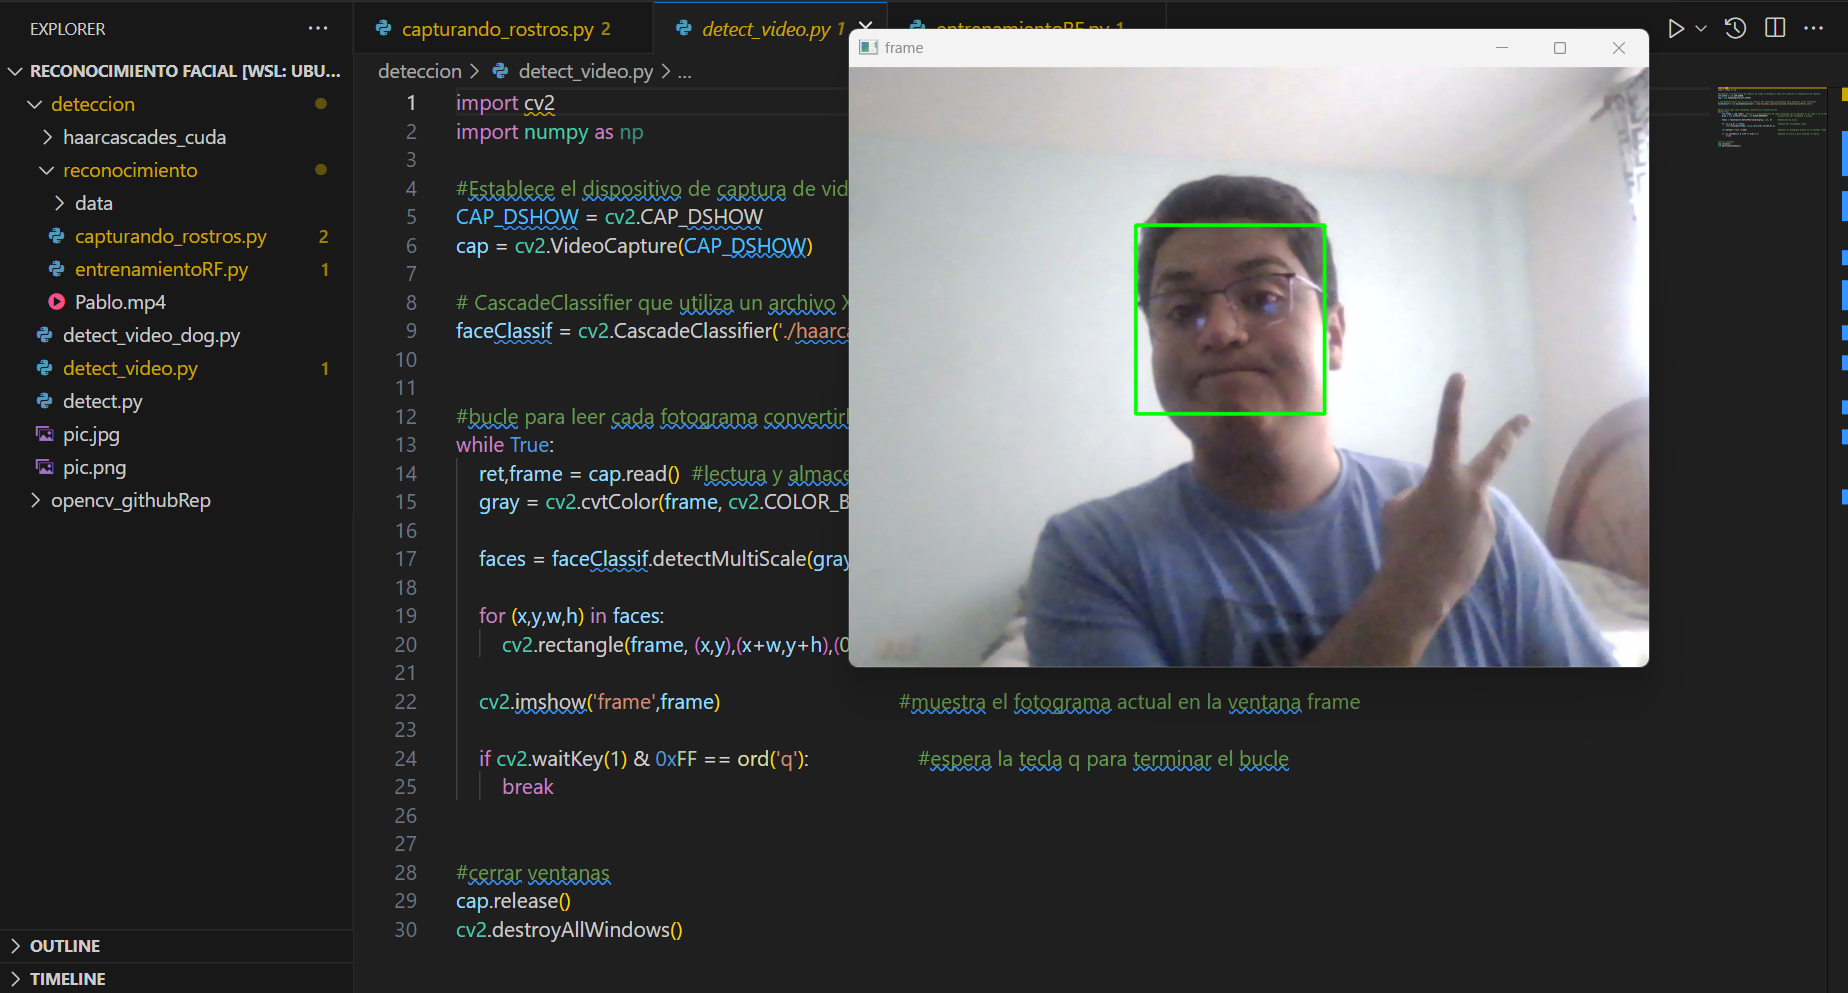 EXPLORER
RECONOCIMIENTO FACIAL [WSL: UBU...
deteccion
haarcascades_cuda
reconocimiento
data
capturando_rostros.py 2
entrenamientoRF.py 1
Pablo.mp4
detect_video_dog.py
detect_video.py 1
detect.py
pic.jpg
pic.png
opencv_githubRep
OUTLINE
TIMELINE
capturando_rostros.py 2
detect_video.py 1
entrenamientoRF.py 1
deteccion > detect_video.py > ...
frame
1 import cv2
2 import numpy as np
3
4 #Establece el dispositivo de captura de vid
5 CAP_DSHOW = cv2.CAP_DSHOW
6 cap = cv2.VideoCapture(CAP_DSHOW)
7
8 # CascadeClassifier que utiliza un archivo X
9 faceClassif = cv2.CascadeClassifier('./haarca
10
11
12 #bucle para leer cada fotograma convertirl
13 while True:
14 ret,frame = cap.read() #lectura y almace
15 gray = cv2.cvtColor(frame, cv2.COLOR_B
16
17 faces = faceClassif.detectMultiScale(gray
18
19 for (x,y,w,h) in faces:
20 cv2.rectangle(frame, (x,y),(x+w,y+h),(0
21
22 cv2.imshow('frame',frame) #muestra el fotograma actual en la ventana frame
23
24 if cv2.waitKey(1) & 0xFF == ord('q'): #espera la tecla q para terminar el bucle
25 break
26
27
28 #cerrar ventanas
29 cap.release()
30 cv2.destroyAllWindows()